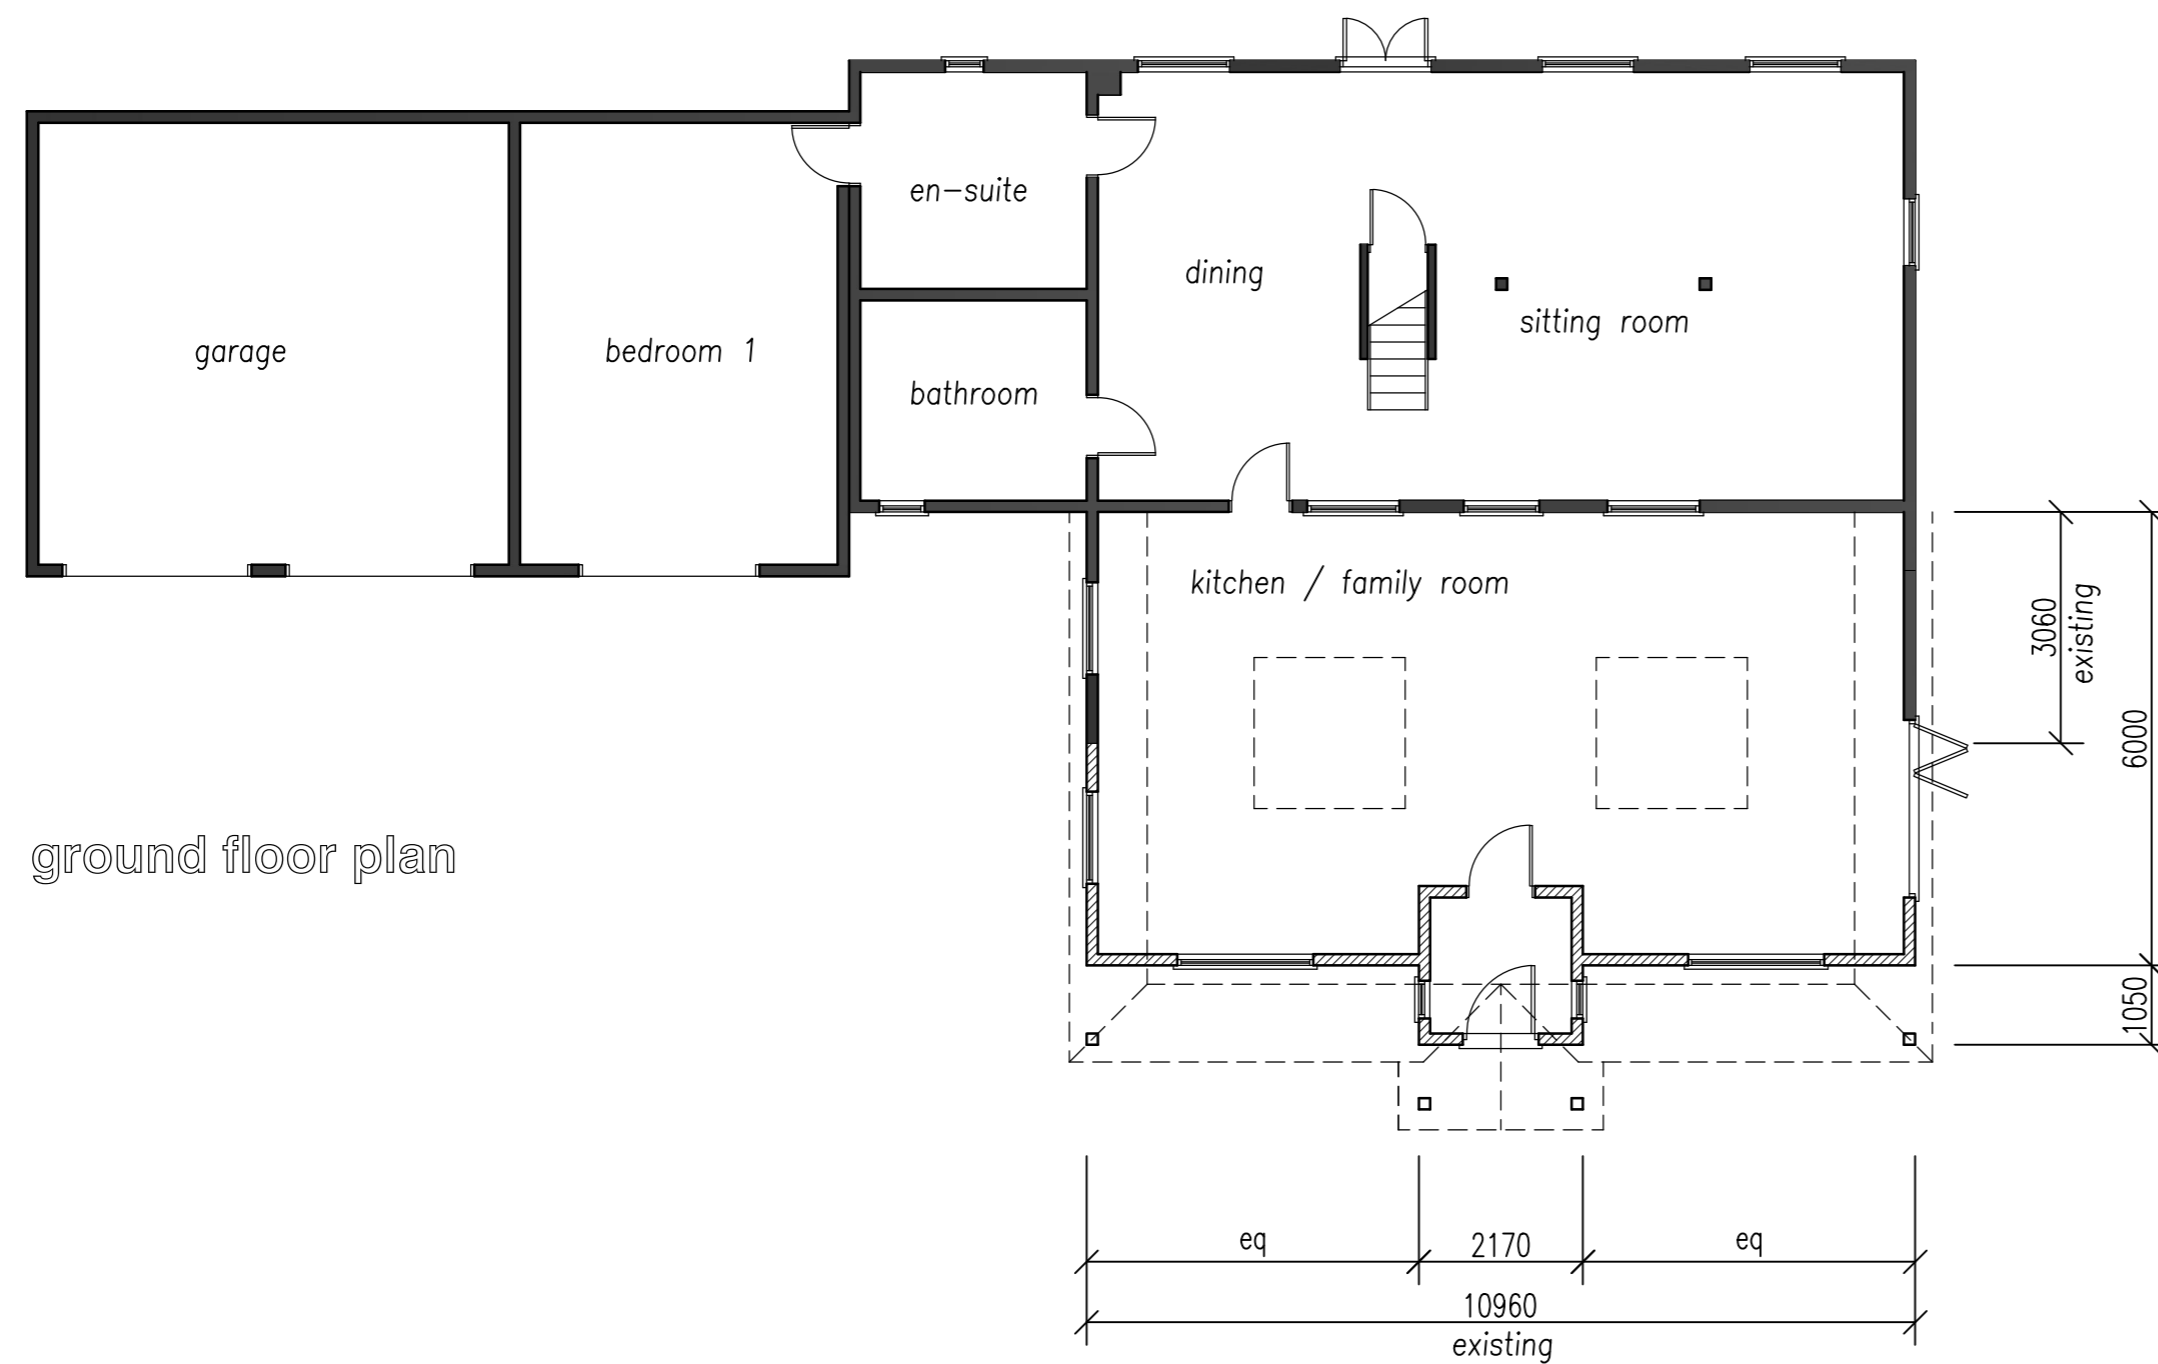 en-suite
dining
sitting room
garage
bedroom 1
bathroom
kitchen / family room
3060
existing
6000
ground floor plan
1050
eq
2170
eq
10960
existing